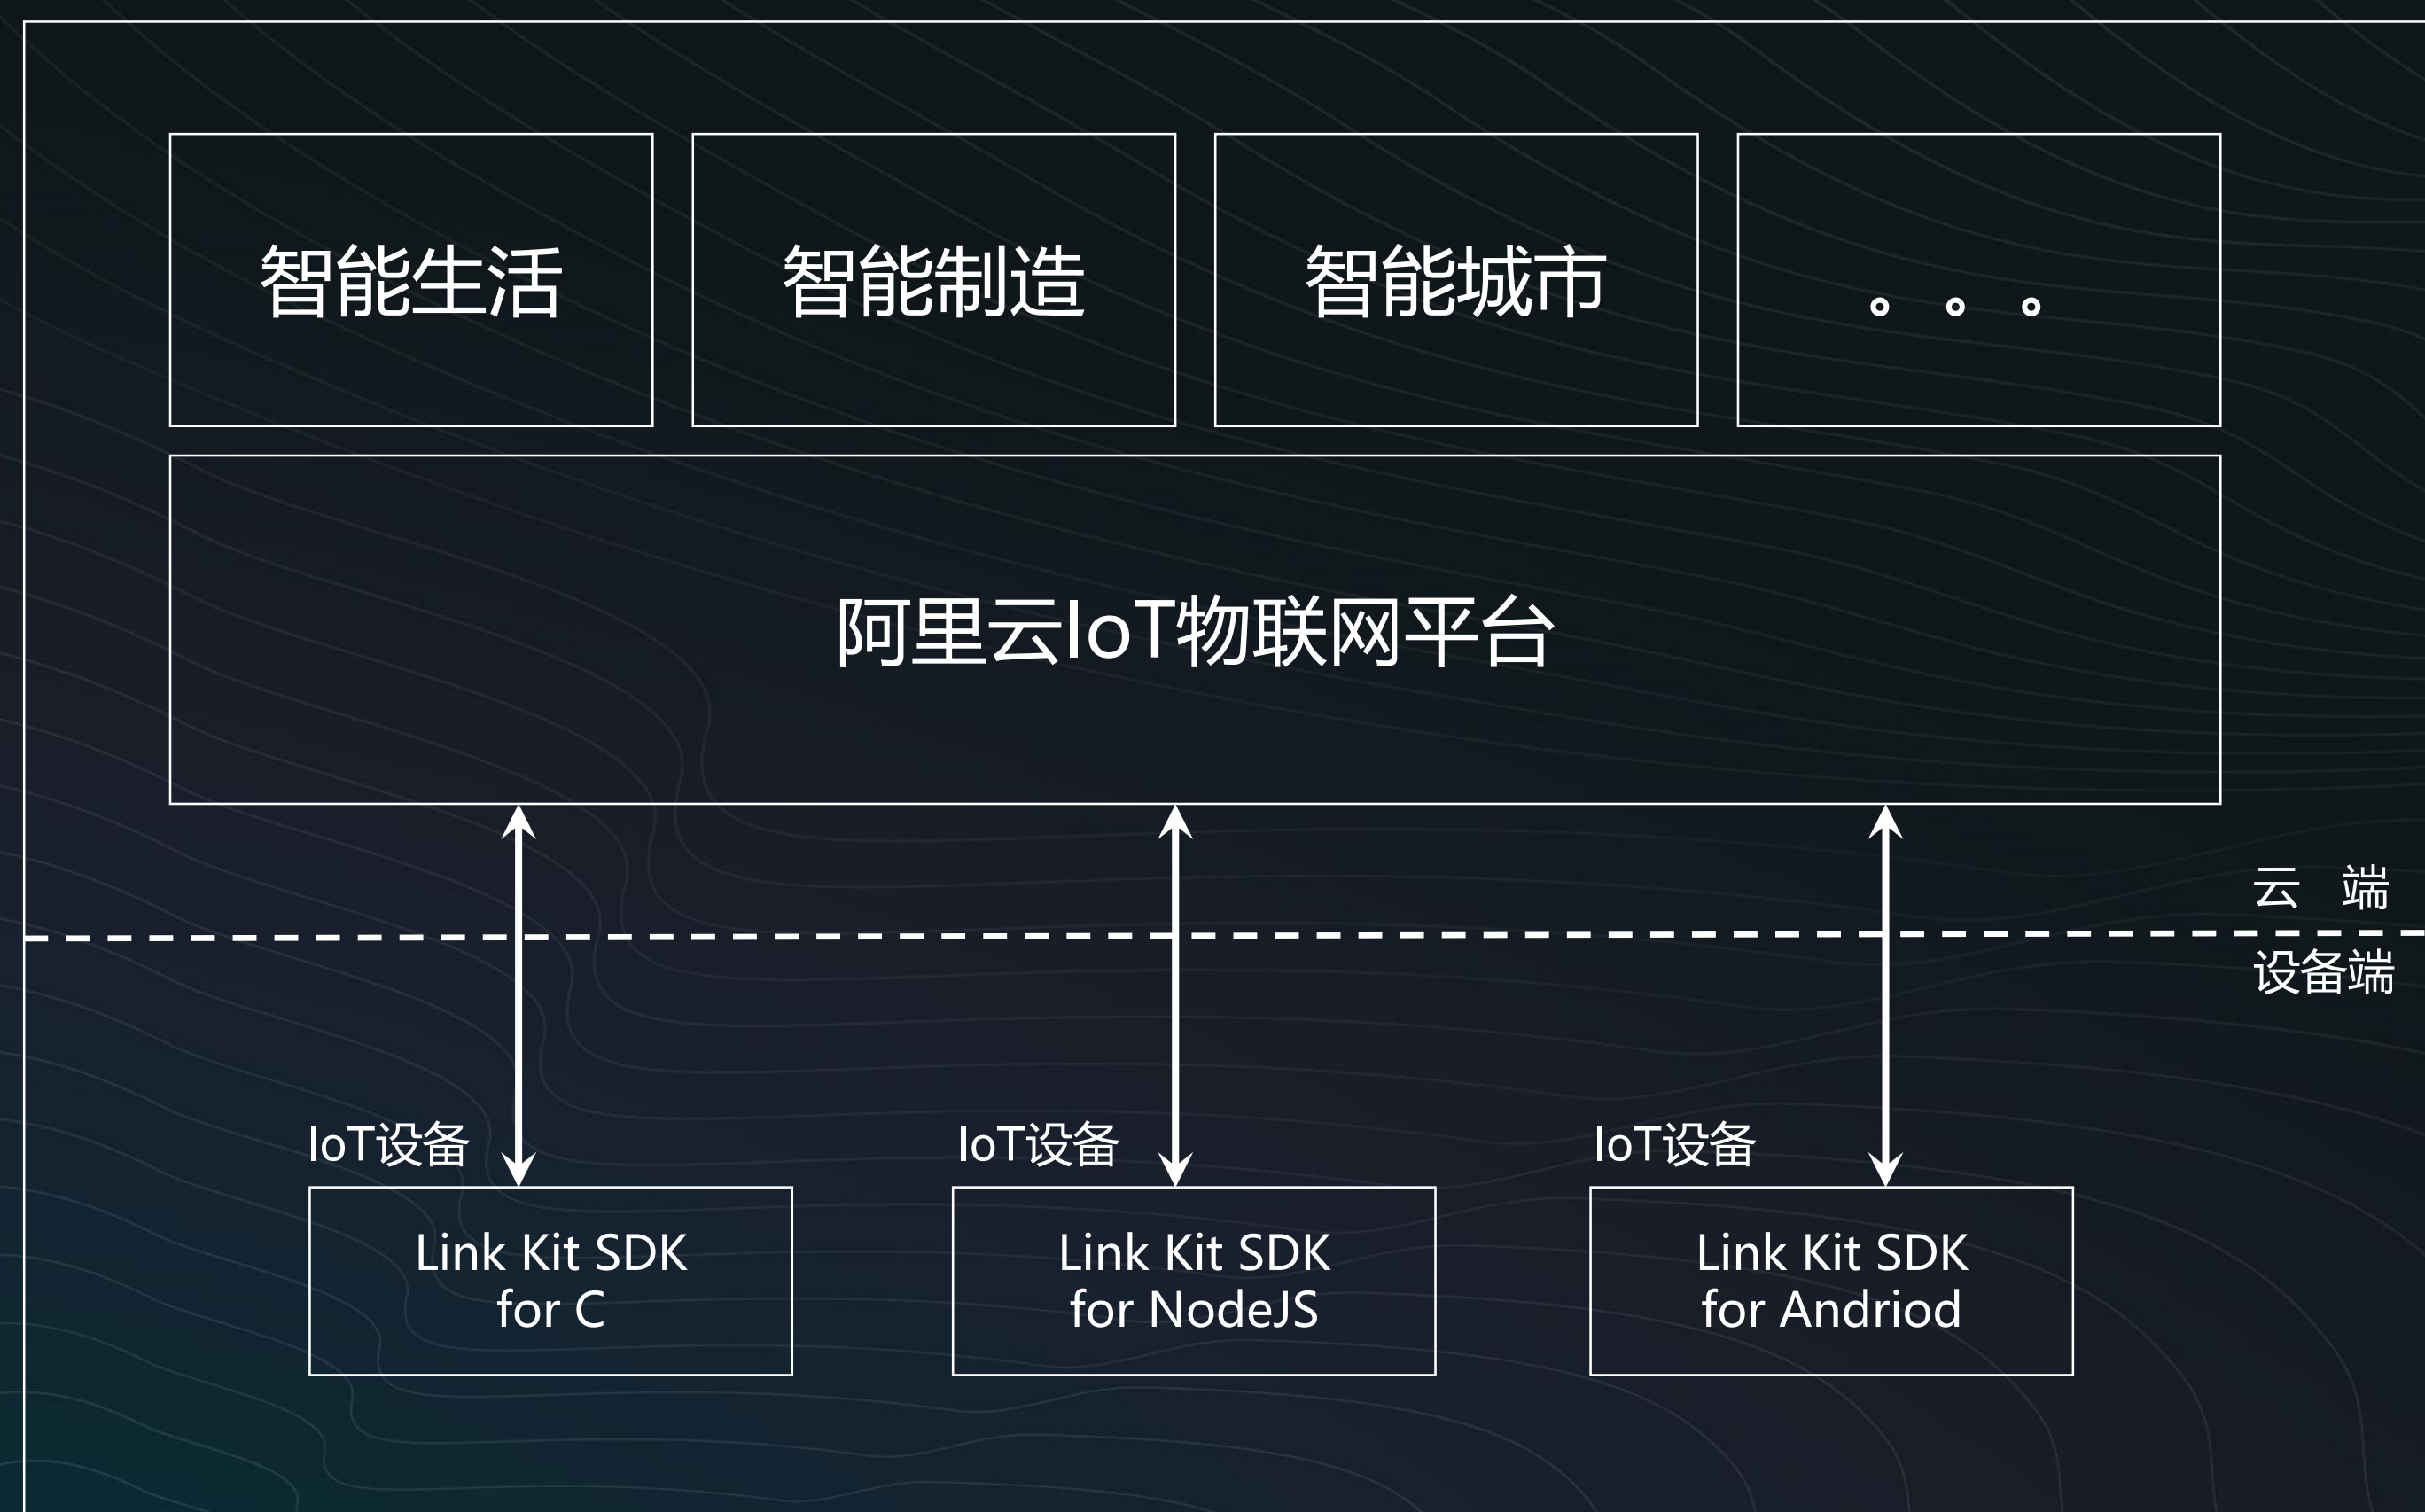 智能生活
智能制造
智能城市
。。。
阿里云IoT物联网平台
云 端
设备端
IoT设备
IoT设备
IoT设备
Link Kit SDK
for C
Link Kit SDK
for NodeJS
Link Kit SDK
for Andriod